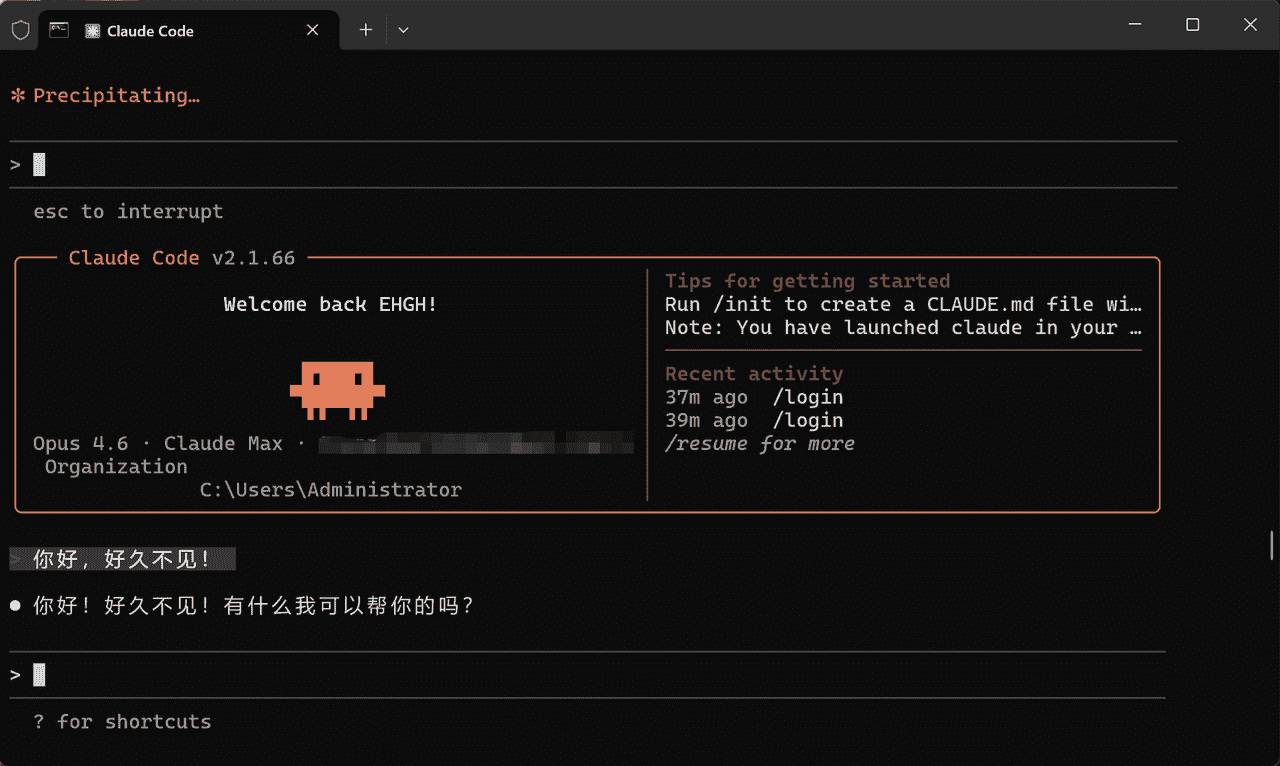 Claude Code
✻ Precipitating…
>
esc to interrupt
Claude Code v2.1.66
Welcome back EHGH!
Opus 4.6 · Claude Max ·
Organization
C:\Users\Administrator
Tips for getting started
Run /init to create a CLAUDE.md file wi…
Note: You have launched claude in your …
Recent activity
37m ago /login
39m ago /login
/resume for more
> 你好，好久不见！
● 你好！好久不见！有什么我可以帮你的吗？
>
? for shortcuts